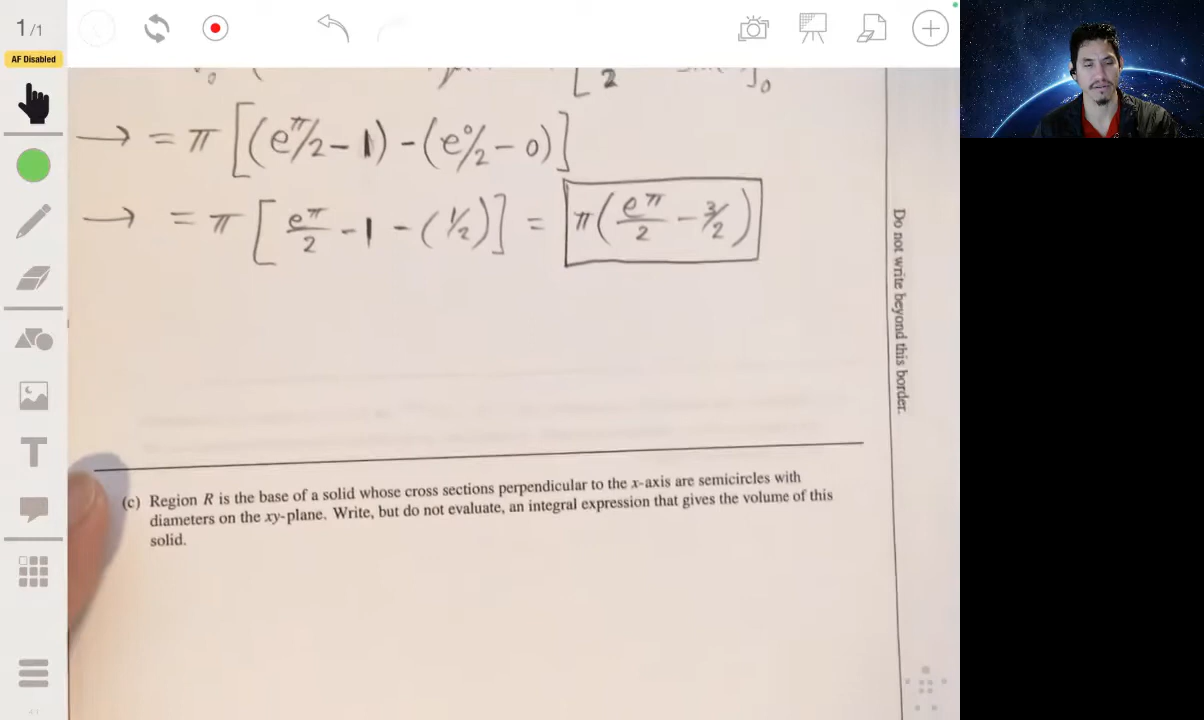 1/1
AF Disabled
[2
]0
→ = π [(e^π/2 - 1) - (e^0/2 - 0)]
→ = π [e^π/2 - 1 - (1/2)] = π(e^π/2 - 3/2)
Do not write beyond this border.
(c) Region R is the base of a solid whose cross sections perpendicular to the x-axis are semicircles with
diameters on the xy-plane. Write, but do not evaluate, an integral expression that gives the volume of this
solid.
T